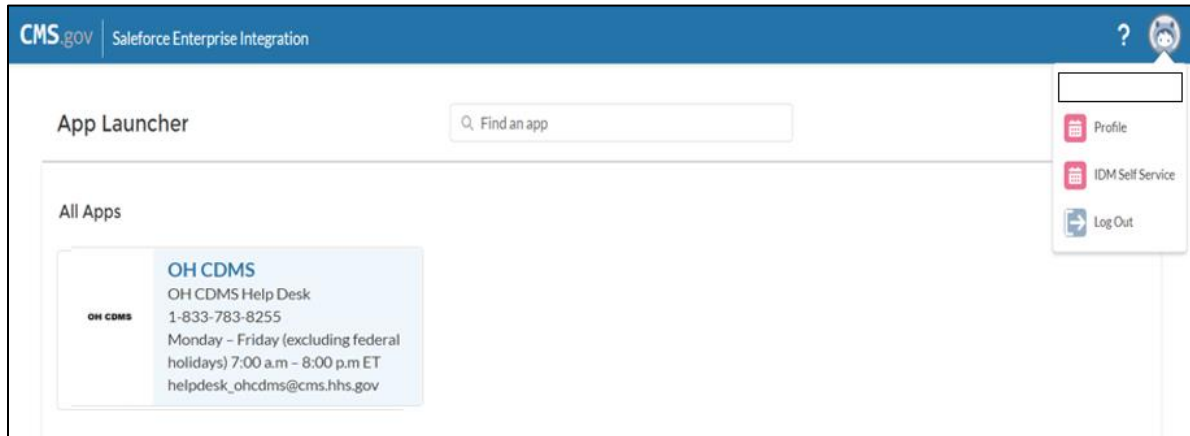 CMS.gov Saleforce Enterprise Integration ?
App Launcher
Find an app
Profile
IDM Self Service
Log Out
All Apps
OH CDMS
OH CDMS
OH CDMS Help Desk
1-833-783-8255
Monday – Friday (excluding federal
holidays) 7:00 a.m – 8:00 p.m ET
helpdesk_ohcdms@cms.hhs.gov